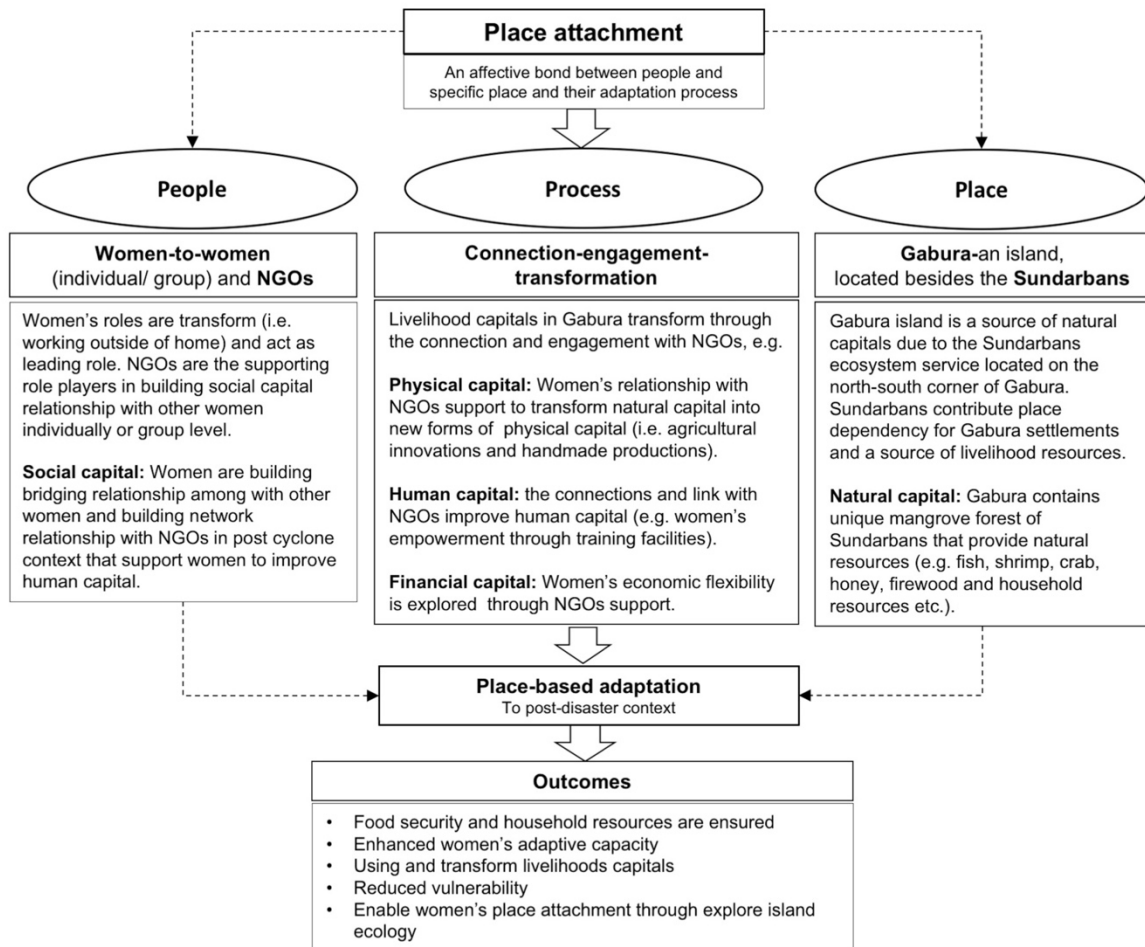 Place attachment
An affective bond between people and
specific place and their adaptation process
People
Process
Place
Women-to-women
(individual/ group) and NGOs
Women's roles are transform (i.e.
working outside of home) and act as
leading role. NGOs are the supporting
role players in building social capital
relationship with other women
individually or group level.
Social capital: Women are building
bridging relationship among with other
women and building network
relationship with NGOs in post cyclone
context that support women to improve
human capital.
Connection-engagement-
transformation
Livelihood capitals in Gabura transform through
the connection and engagement with NGOs, e.g.
Physical capital: Women's relationship with
NGOs support to transform natural capital into
new forms of physical capital (i.e. agricultural
innovations and handmade productions).
Human capital: the connections and link with
NGOs improve human capital (e.g. women's
empowerment through training facilities).
Financial capital: Women's economic flexibility
is explored through NGOs support.
Gabura-an island,
located besides the Sundarbans
Gabura island is a source of natural
capitals due to the Sundarbans
ecosystem service located on the
north-south corner of Gabura.
Sundarbans contribute place
dependency for Gabura settlements
and a source of livelihood resources.
Natural capital: Gabura contains
unique mangrove forest of
Sundarbans that provide natural
resources (e.g. fish, shrimp, crab,
honey, firewood and household
resources etc.).
Place-based adaptation
To post-disaster context
Outcomes
• Food security and household resources are ensured
• Enhanced women's adaptive capacity
• Using and transform livelihoods capitals
• Reduced vulnerability
• Enable women's place attachment through explore island
ecology